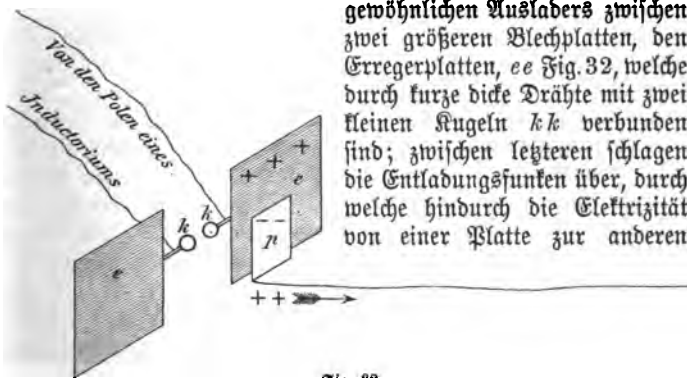 gewöhnlichen Ausladers zwischen
zwei größeren Blechplatten, den
Erregerplatten, ee Fig. 32, welche
durch kurze dicke Drähte mit zwei
kleinen Kugeln kk verbunden
sind; zwischen letzteren schlagen
die Entladungsfunken über, durch
welche hindurch die Elektrizität
von einer Platte zur anderen
Von den Polen eines
Inductoriums
+ + +
e
k
k
p
e
+ +